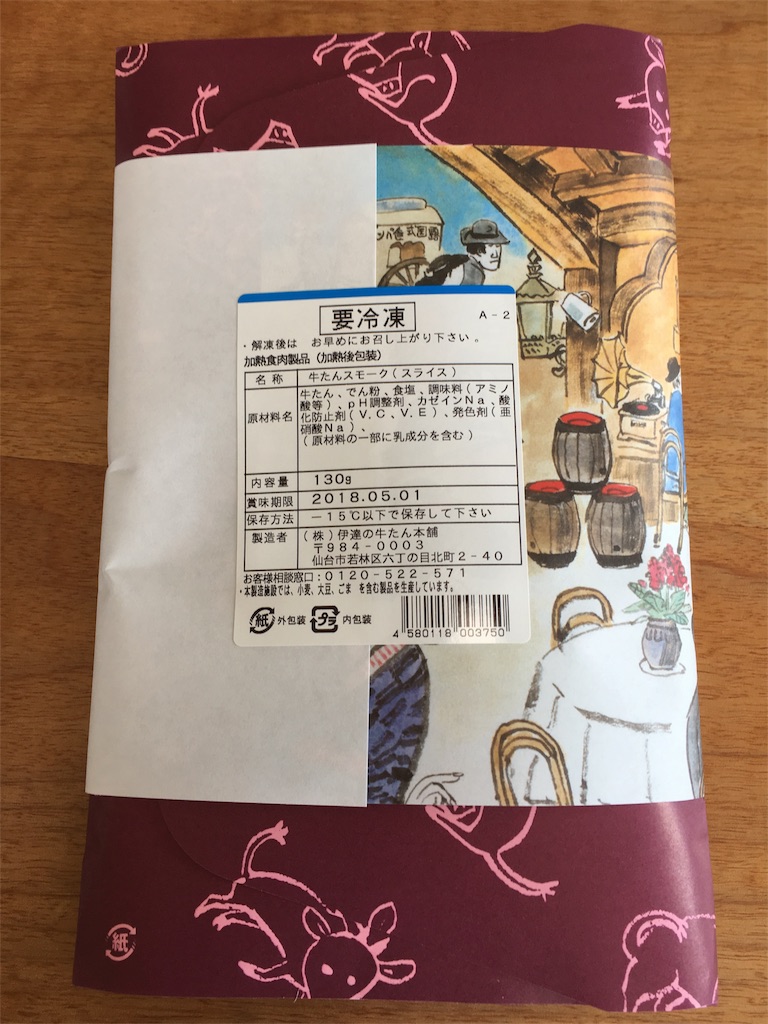 要冷凍
A-2
・解凍後は お早めにお召し上がり下さい。
加熱食肉製品（加熱後包装）
名称 牛たんスモーク（スライス）
原材料名 牛たん、でん粉、食塩、調味料（アミノ
酸等）、pH調整剤、カゼインNa、酸
化防止剤（V.C、V.E）、発色剤（亜
硝酸Na）、
（原材料の一部に乳成分を含む）
内容量 130g
賞味期限 2018.05.01
保存方法 －15℃以下で保存して下さい
製造者 （株）伊達の牛たん本舗
〒984-0003
仙台市若林区六丁の目北町2-40
お客様相談窓口：0120-522-571
・本製造施設では、小麦、大豆、ごま を含む製品を生産しています。
紙 外包装 プラ 内包装
4 580118 003750
紙